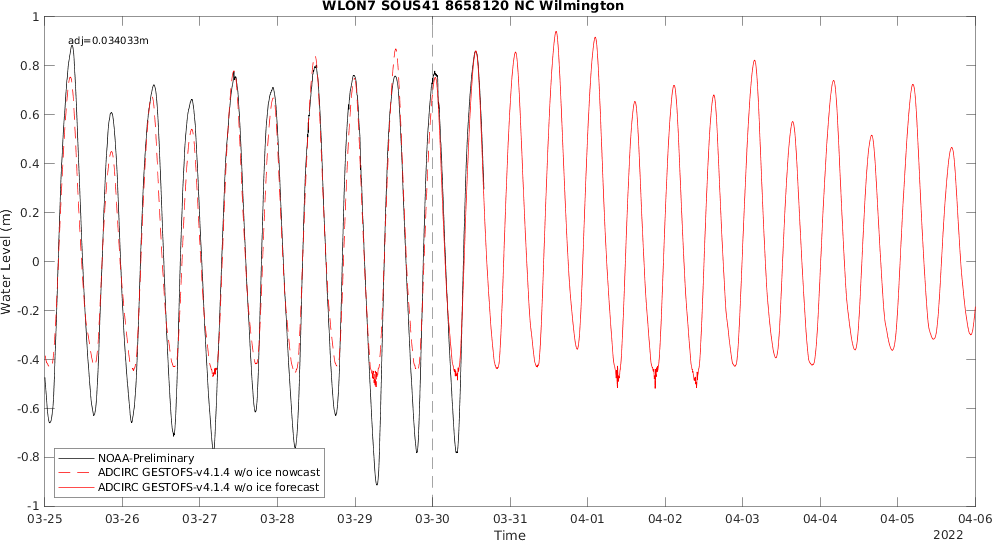 WLON7 SOUS41 8658120 NC Wilmington
adj=0.034033m
1
0.8
0.6
0.4
0.2
0
-0.2
-0.4
-0.6
-0.8
-1
Water Level (m)
NOAA-Preliminary
ADCIRC GESTOFS-v4.1.4 w/o ice nowcast
ADCIRC GESTOFS-v4.1.4 w/o ice forecast
03-25 03-26 03-27 03-28 03-29 03-30 03-31 04-01 04-02 04-03 04-04 04-05 04-06
Time
2022